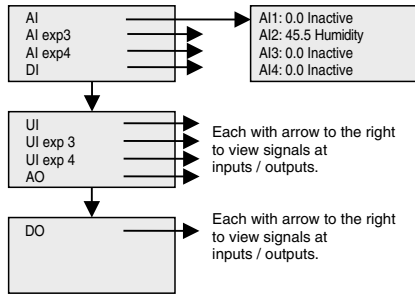 AI
AI exp3
AI exp4
DI
AI1: 0.0 Inactive
AI2: 45.5 Humidity
AI3: 0.0 Inactive
AI4: 0.0 Inactive
UI
UI exp 3
UI exp 4
AO
Each with arrow to the right
to view signals at
inputs / outputs.
DO
Each with arrow to the right
to view signals at
inputs / outputs.